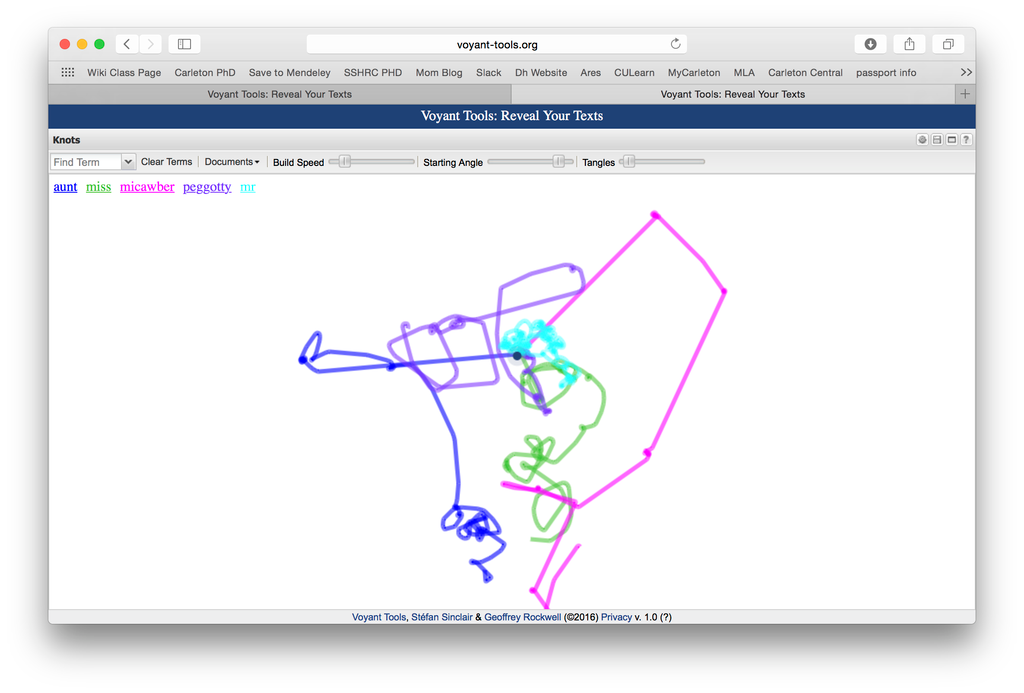 voyant-tools.org
Wiki Class Page Carleton PhD Save to Mendeley SSHRC PHD Mom Blog Slack Dh Website Ares CULearn MyCarleton MLA Carleton Central passport info >>
Voyant Tools: Reveal Your Texts Voyant Tools: Reveal Your Texts +
Voyant Tools: Reveal Your Texts
Knots ?
Find Term Clear Terms Documents Build Speed Starting Angle Tangles
aunt miss micawber peggotty mr
Voyant Tools, Stéfan Sinclair & Geoffrey Rockwell (©2016) Privacy v. 1.0 (?)